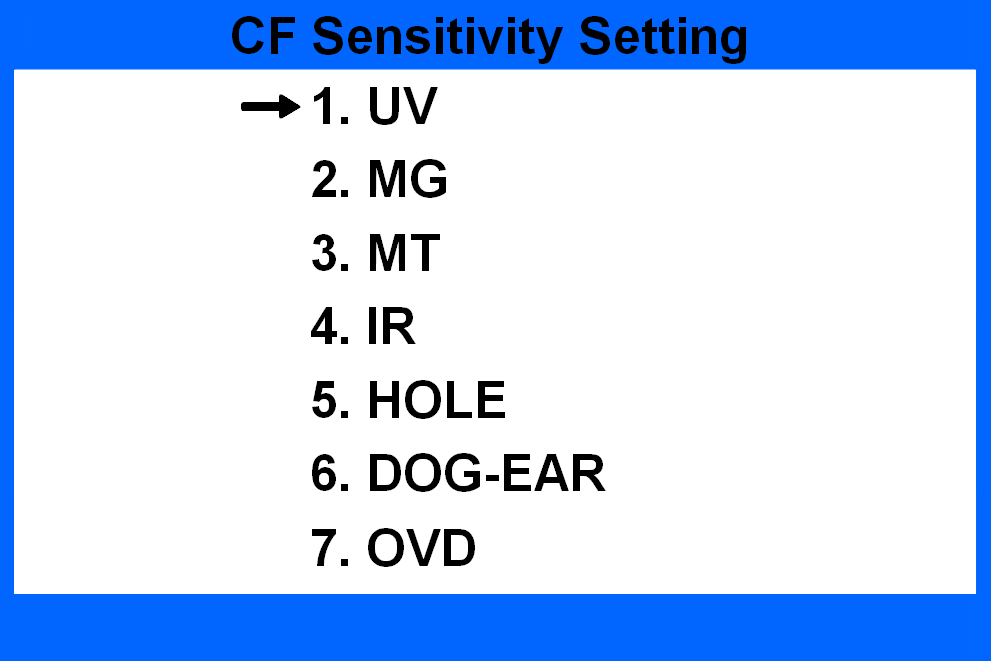 CF Sensitivity Setting
1. UV
2. MG
3. MT
4. IR
5. HOLE
6. DOG-EAR
7. OVD